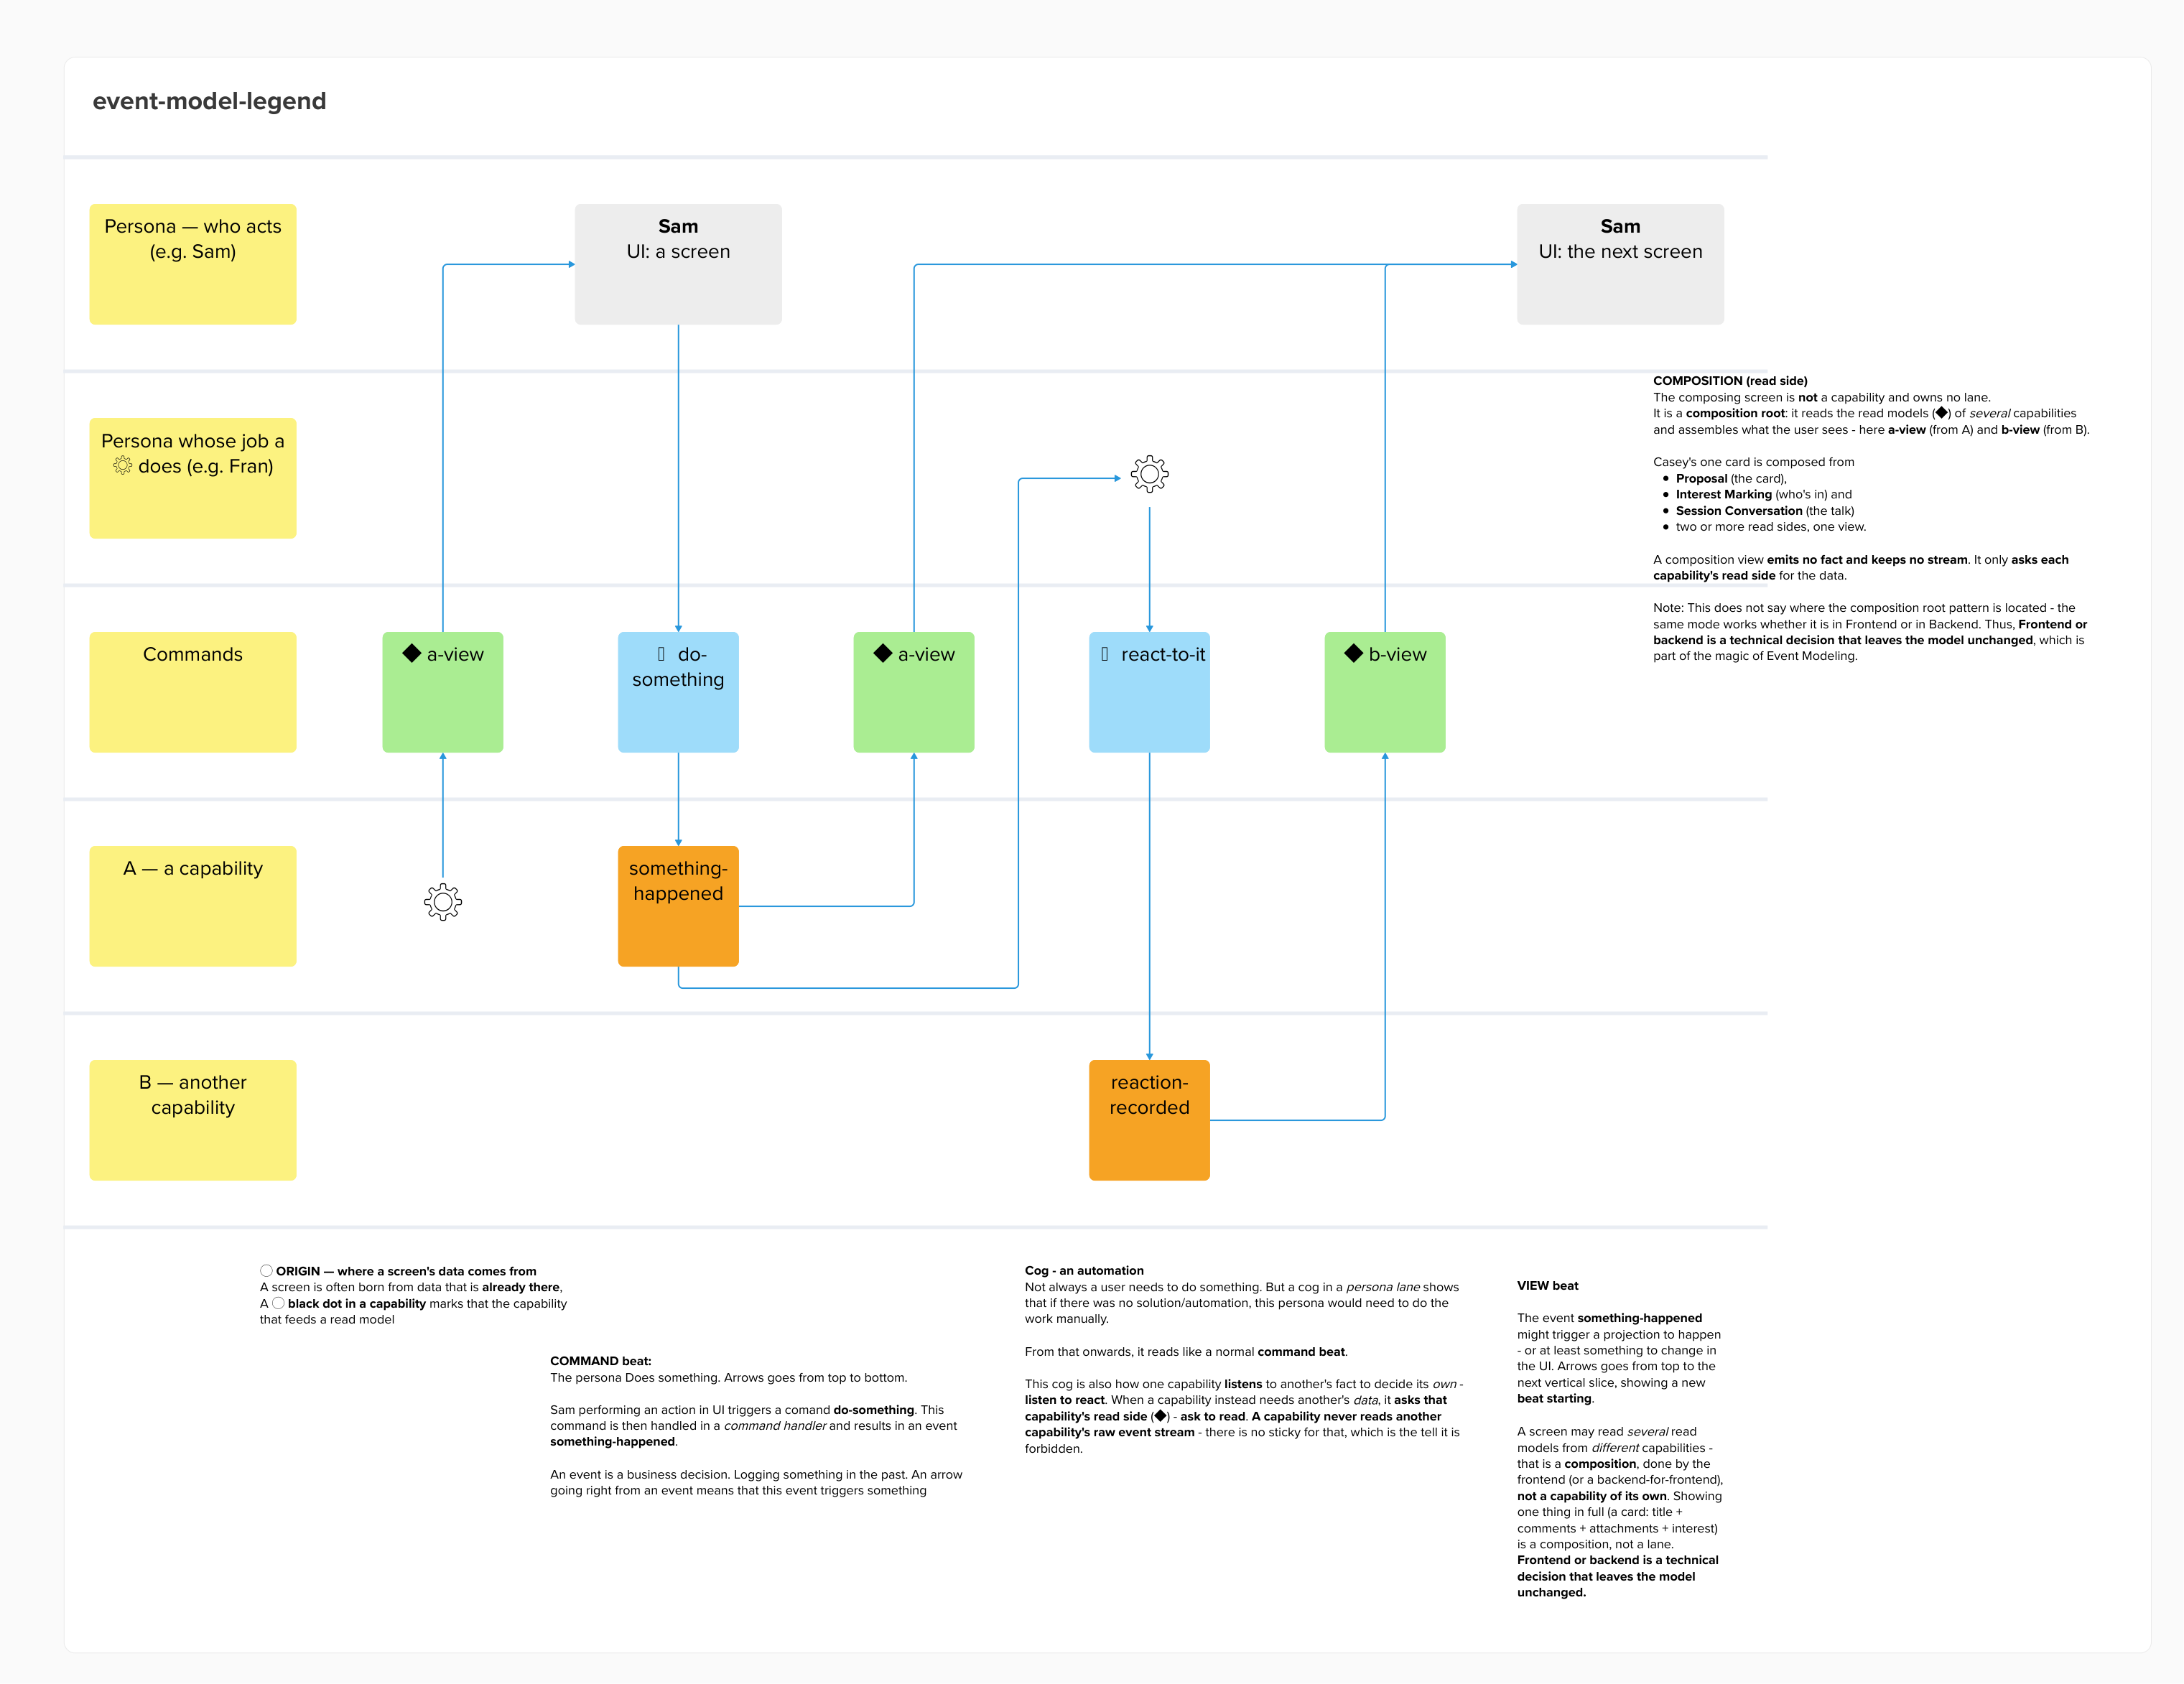 event-model-legend
Persona — who acts
(e.g. Sam)
Sam
UI: a screen
Sam
UI: the next screen
Persona whose job a
⚙ does (e.g. Fran)
COMPOSITION (read side)
The composing screen is not a capability and owns no lane.
It is a composition root: it reads the read models (◆) of several capabilities
and assembles what the user sees - here a-view (from A) and b-view (from B).
Casey's one card is composed from
● Proposal (the card),
● Interest Marking (who's in) and
● Session Conversation (the talk)
● two or more read sides, one view.
A composition view emits no fact and keeps no stream. It only asks each
capability's read side for the data.
Note: This does not say where the composition root pattern is located - the
same mode works whether it is in Frontend or in Backend. Thus, Frontend or
backend is a technical decision that leaves the model unchanged, which is
part of the magic of Event Modeling.
Commands
◆ a-view
▯ do-
something
◆ a-view
▯ react-to-it
◆ b-view
A — a capability
something-
happened
B — another
capability
reaction-
recorded
◯ ORIGIN — where a screen's data comes from
A screen is often born from data that is already there,
A ◯ black dot in a capability marks that the capability
that feeds a read model
COMMAND beat:
The persona Does something. Arrows goes from top to bottom.
Sam performing an action in UI triggers a comand do-something. This
command is then handled in a command handler and results in an event
something-happened.
An event is a business decision. Logging something in the past. An arrow
going right from an event means that this event triggers something
Cog - an automation
Not always a user needs to do something. But a cog in a persona lane shows
that if there was no solution/automation, this persona would need to do the
work manually.
From that onwards, it reads like a normal command beat.
This cog is also how one capability listens to another's fact to decide its own -
listen to react. When a capability instead needs another's data, it asks that
capability's read side (◆) - ask to read. A capability never reads another
capability's raw event stream - there is no sticky for that, which is the tell it is
forbidden.
VIEW beat
The event something-happened
might trigger a projection to happen
- or at least something to change in
the UI. Arrows goes from top to the
next vertical slice, showing a new
beat starting.
A screen may read several read
models from different capabilities -
that is a composition, done by the
frontend (or a backend-for-frontend),
not a capability of its own. Showing
one thing in full (a card: title +
comments + attachments + interest)
is a composition, not a lane.
Frontend or backend is a technical
decision that leaves the model
unchanged.